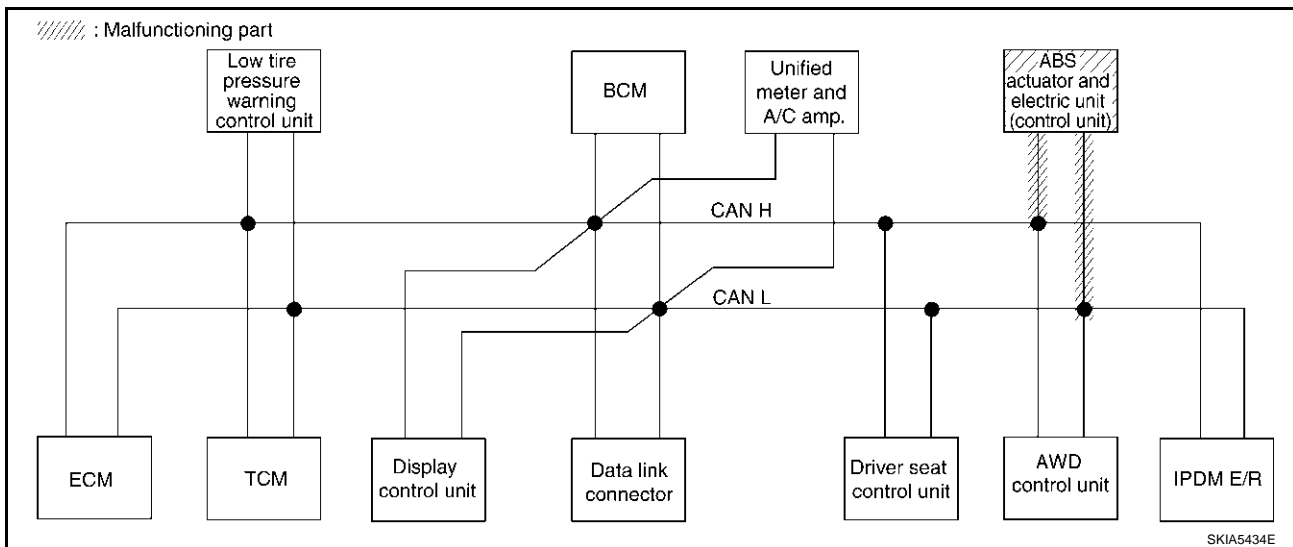 : Malfunctioning part
Low tire
pressure
warning
control unit
BCM
Unified
meter and
A/C amp.
ABS
actuator and
electric unit
(control unit)
CAN H
CAN L
ECM
TCM
Display
control unit
Data link
connector
Driver seat
control unit
AWD
control unit
IPDM E/R
SKIA5434E